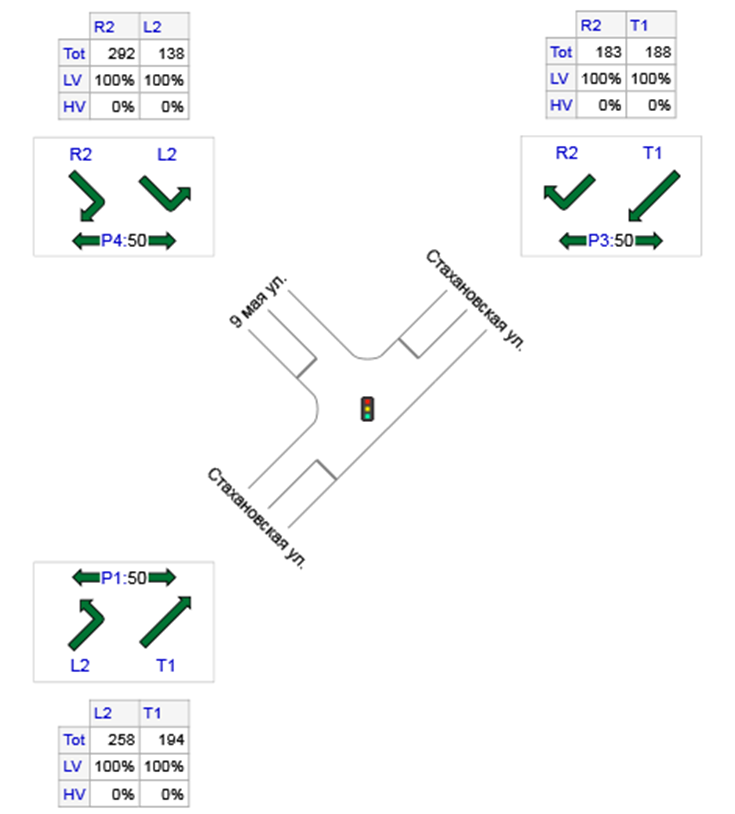 R2 L2
Tot 292 138
LV 100% 100%
HV 0% 0%
R2 T1
Tot 183 188
LV 100% 100%
HV 0% 0%
R2 L2
P4:50
R2 T1
P3:50
9 мая ул.
Стахановская ул.
Стахановская ул.
P1:50
L2 T1
L2 T1
Tot 258 194
LV 100% 100%
HV 0% 0%